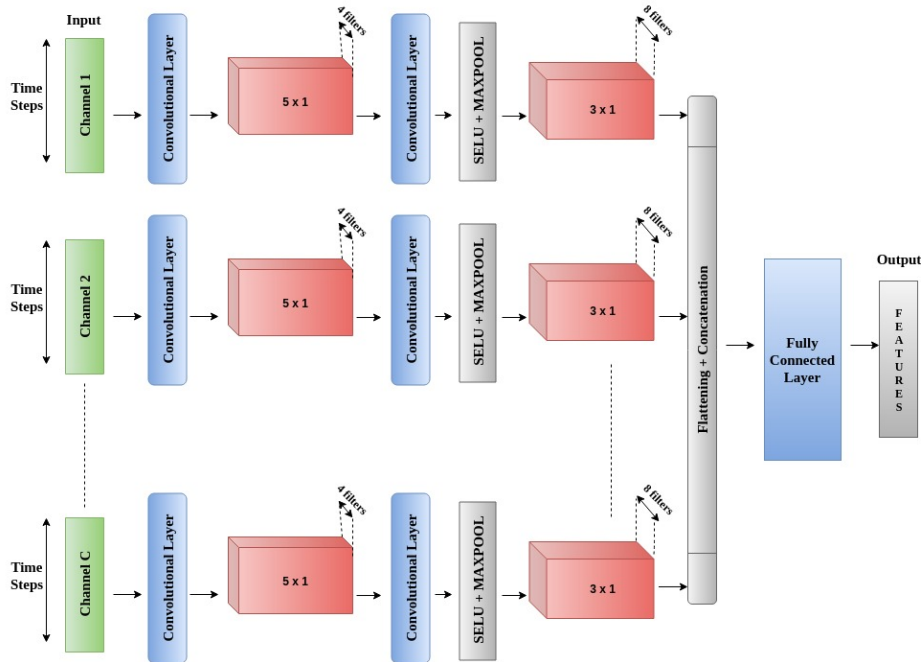 Input
Time
Steps
Channel 1
Convolutional Layer
5 x 1
4 filters
Convolutional Layer
SELU + MAXPOOL
3 x 1
8 filters
Time
Steps
Channel 2
Convolutional Layer
5 x 1
4 filters
Convolutional Layer
SELU + MAXPOOL
3 x 1
8 filters
Time
Steps
Channel C
Convolutional Layer
5 x 1
4 filters
Convolutional Layer
SELU + MAXPOOL
3 x 1
8 filters
Flattening + Concatenation
Fully
Connected
Layer
Output
FEATURES